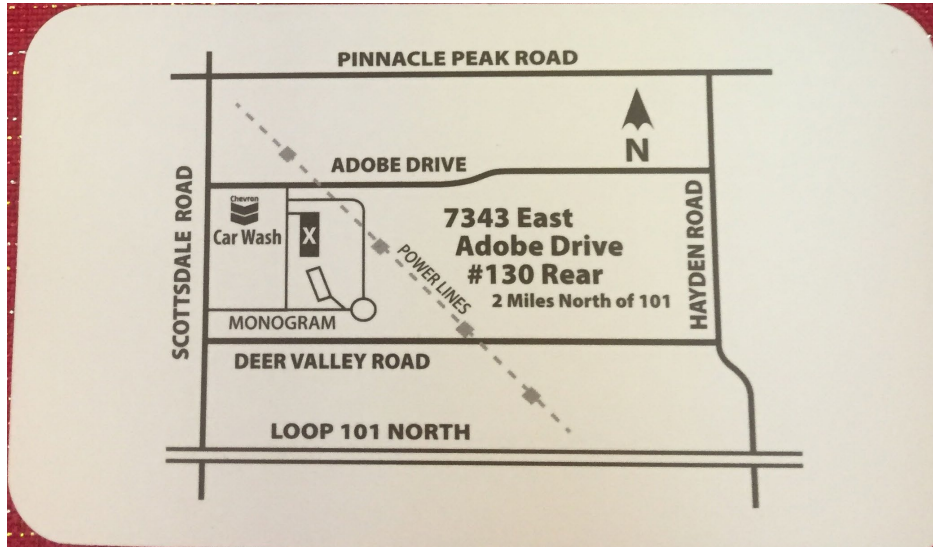 PINNACLE PEAK ROAD
N
ADOBE DRIVE
SCOTTSDALE ROAD
Chevron
Car Wash
X
7343 East
Adobe Drive
#130 Rear
2 Miles North of 101
POWER LINES
HAYDEN ROAD
MONOGRAM
DEER VALLEY ROAD
LOOP 101 NORTH